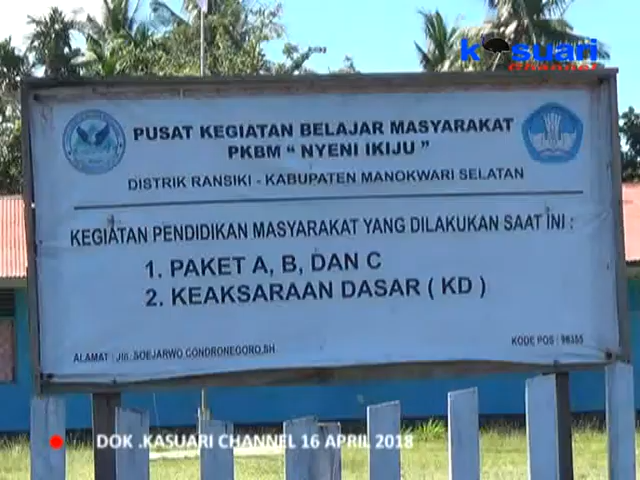 kasuari
channel
PUSAT KEGIATAN BELAJAR MASYARAKAT
PKBM " NYENI IKIJU "
DISTRIK RANSIKI - KABUPATEN MANOKWARI SELATAN
KEGIATAN PENDIDIKAN MASYARAKAT YANG DILAKUKAN SAAT INI :
1. PAKET A, B, DAN C
2. KEAKSARAAN DASAR ( KD )
ALAMAT : Jln. SOEJARWO CONDRONEGORO.SH
KODE POS : 98355
DOK .KASUARI CHANNEL 16 APRIL 2018